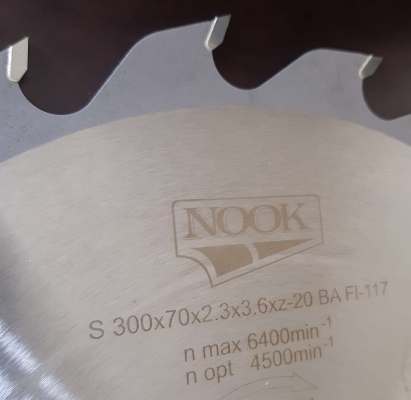 NOOK
S 300x70x2.3x3.6xz-20 BA FI-117
n max 6400min⁻¹
n opt 4500min⁻¹